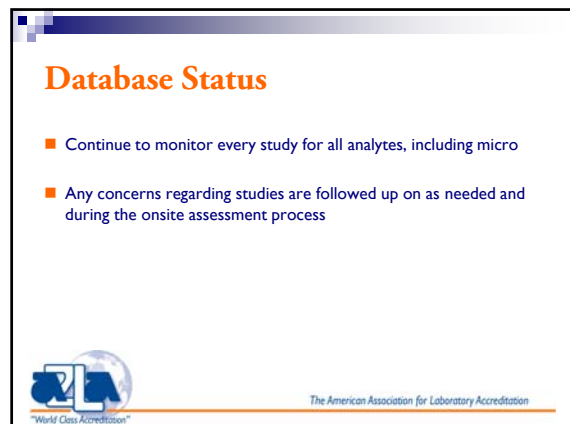 Database Status
Continue to monitor every study for all analytes, including micro
Any concerns regarding studies are followed up on as needed and
during the onsite assessment process
A2LA
The American Association for Laboratory Accreditation
"World Class Accreditation"